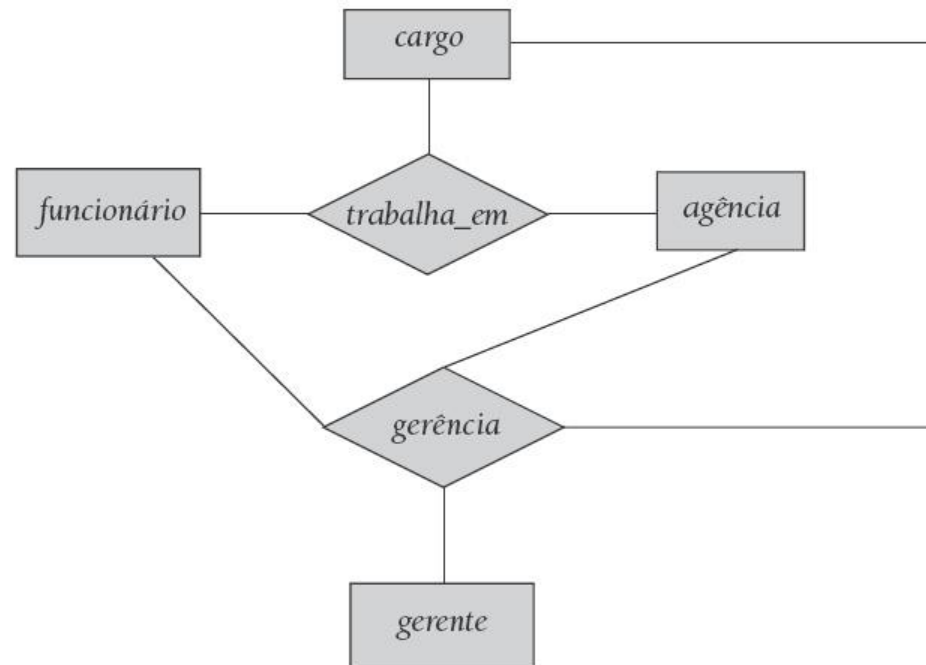 cargo
funcionário
trabalha_em
agência
gerência
gerente